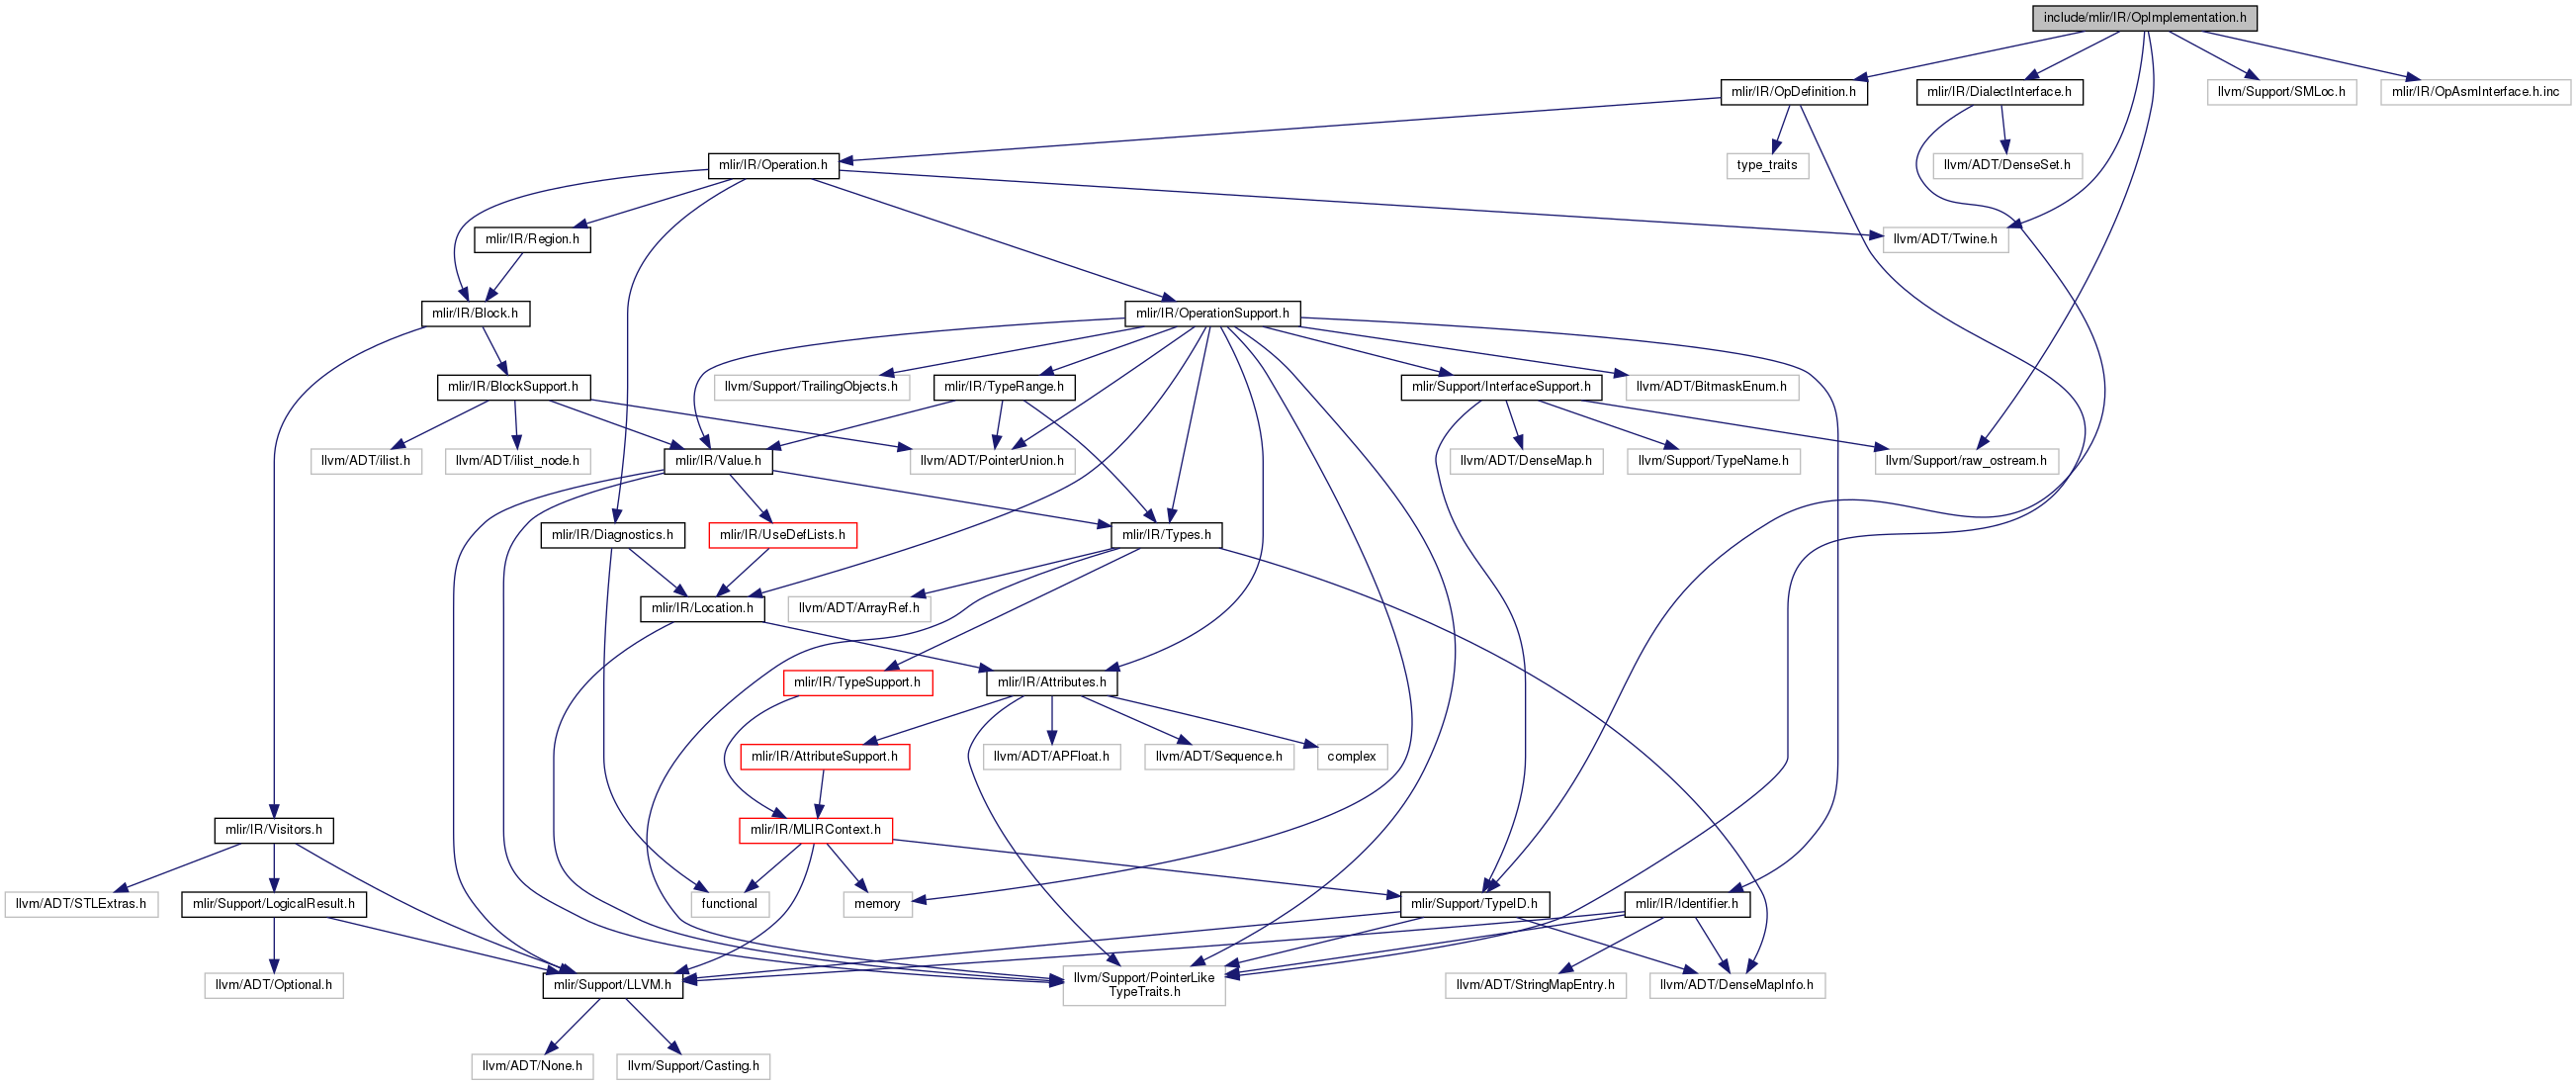 include/mlir/IR/OpImplementation.h
mlir/IR/OpDefinition.h
mlir/IR/DialectInterface.h
llvm/Support/SMLoc.h
mlir/IR/OpAsmInterface.h.inc
mlir/IR/Operation.h
type_traits
llvm/ADT/DenseSet.h
mlir/IR/Region.h
llvm/ADT/Twine.h
mlir/IR/Block.h
mlir/IR/OperationSupport.h
mlir/IR/BlockSupport.h
llvm/Support/TrailingObjects.h
mlir/IR/TypeRange.h
mlir/Support/InterfaceSupport.h
llvm/ADT/BitmaskEnum.h
llvm/ADT/ilist.h
llvm/ADT/ilist_node.h
mlir/IR/Value.h
llvm/ADT/PointerUnion.h
llvm/ADT/DenseMap.h
llvm/Support/TypeName.h
llvm/Support/raw_ostream.h
mlir/IR/Diagnostics.h
mlir/IR/UseDefLists.h
mlir/IR/Types.h
mlir/IR/Location.h
llvm/ADT/ArrayRef.h
mlir/IR/TypeSupport.h
mlir/IR/Attributes.h
mlir/IR/AttributeSupport.h
llvm/ADT/APFloat.h
llvm/ADT/Sequence.h
complex
mlir/IR/Visitors.h
mlir/IR/MLIRContext.h
llvm/ADT/STLExtras.h
mlir/Support/LogicalResult.h
functional
memory
mlir/Support/TypeID.h
mlir/IR/Identifier.h
llvm/ADT/Optional.h
mlir/Support/LLVM.h
llvm/Support/PointerLike
TypeTraits.h
llvm/ADT/StringMapEntry.h
llvm/ADT/DenseMapInfo.h
llvm/ADT/None.h
llvm/Support/Casting.h